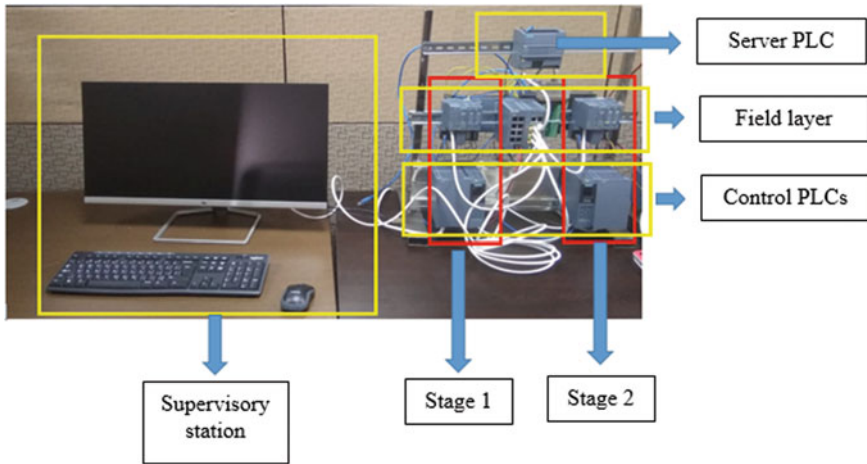 Server PLC
Field layer
Control PLCs
Stage 1
Stage 2
Supervisory
station